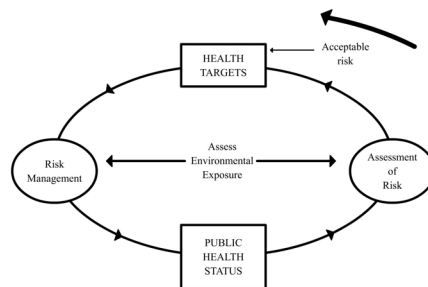 HEALTH
TARGETS
Acceptable
risk
Risk
Management
Assess
Environmental
Exposure
Assessment
of
Risk
PUBLIC
HEALTH
STATUS